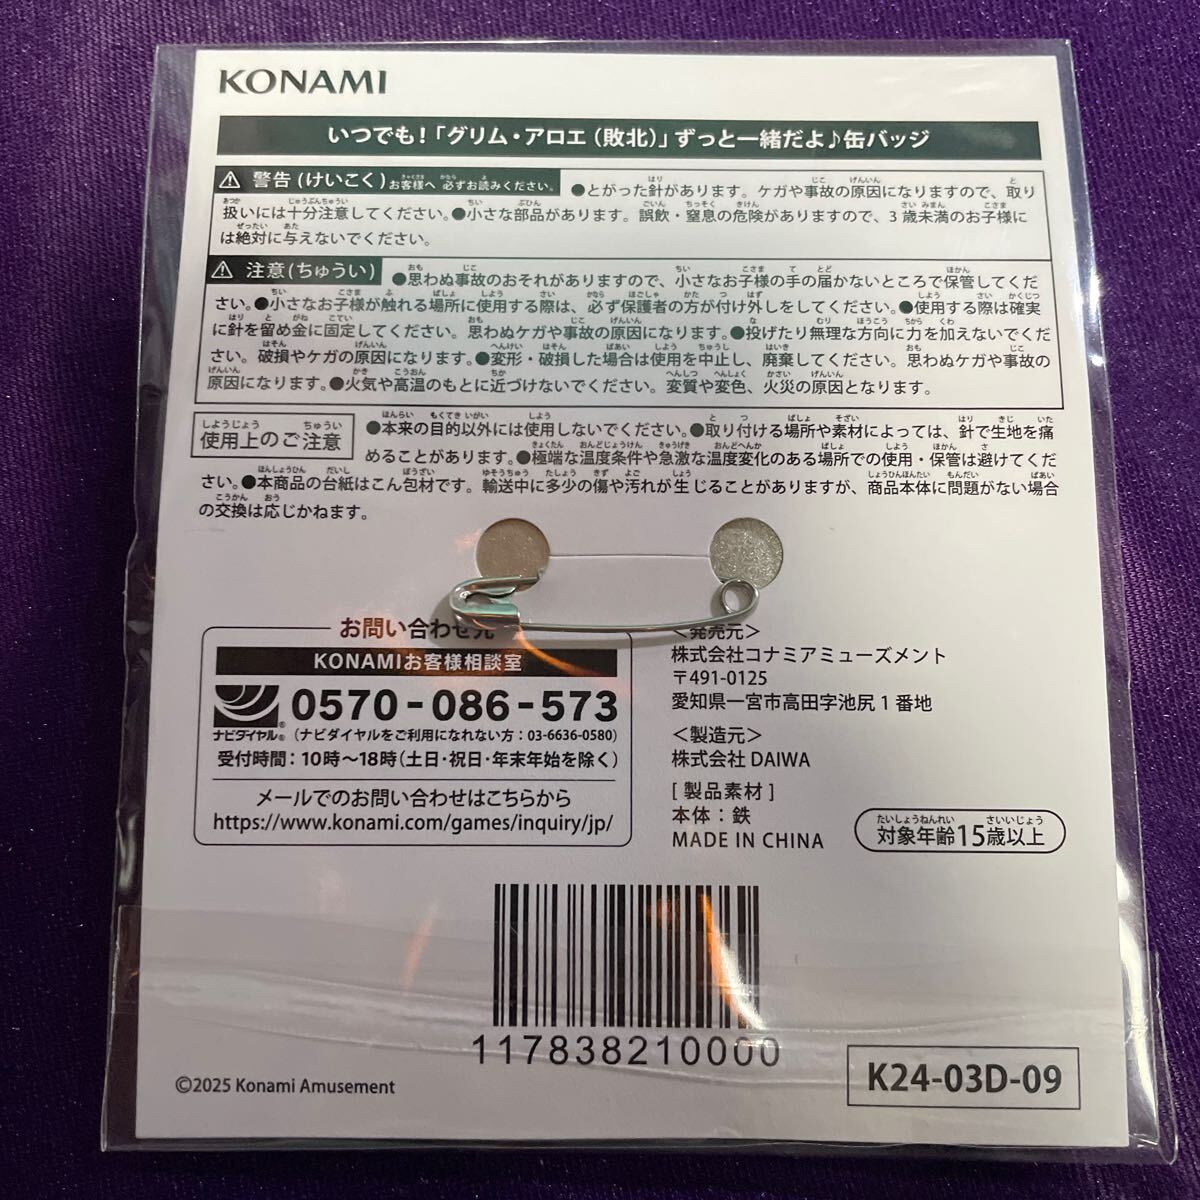 KONAMI
いつでも!「グリム・アロエ(敗北)」ずっと一緒だよ♪缶バッジ
警告(けいこく)お客様へ 必ずお読みください。 ●とがった針があります。ケガや事故の原因になりますので、取り
扱いには十分注意してください。●小さな部品があります。誤飲・窒息の危険がありますので、3歳未満のお子様に
は絶対に与えないでください。
注意(ちゅうい) ●思わぬ事故のおそれがありますので、小さなお子様の手の届かないところで保管してくだ
さい。●小さなお子様が触れる場所に使用する際は、必ず保護者の方が付け外しをしてください。●使用する際は確実
に針を留め金に固定してください。思わぬケガや事故の原因になります。●投げたり無理な方向に力を加えないでくだ
さい。破損やケガの原因になります。●変形・破損した場合は使用を中止し、廃棄してください。思わぬケガや事故の
原因になります。●火気や高温のもとに近づけないでください。変質や変色、火災の原因となります。
使用上のご注意 ●本来の目的以外には使用しないでください。●取り付ける場所や素材によっては、針で生地を痛
めることがあります。●極端な温度条件や急激な温度変化のある場所での使用・保管は避けてくだ
さい。●本商品の台紙はこん包材です。輸送中に多少の傷や汚れが生じることがありますが、商品本体に問題がない場合
の交換は応じかねます。
お問い合わせ先
KONAMIお客様相談室
ナビダイヤル® 0570-086-573
(ナビダイヤルをご利用になれない方:03-6636-0580)
受付時間:10時〜18時(土日・祝日・年末年始を除く)
メールでのお問い合わせはこちらから
https://www.konami.com/games/inquiry/jp/
<発売元>
株式会社コナミアミューズメント
〒491-0125
愛知県一宮市高田字池尻1番地
<製造元>
株式会社 DAIWA
[製品素材]
本体:鉄
MADE IN CHINA
対象年齢15歳以上
117838210000
©2025 Konami Amusement
K24-03D-09